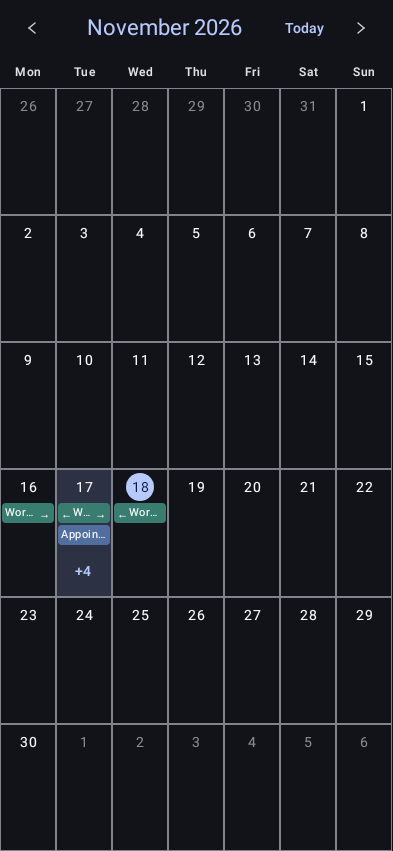 November 2026 Today
Mon Tue Wed Thu Fri Sat Sun
26 27 28 29 30 31 1
2 3 4 5 6 7 8
9 10 11 12 13 14 15
16 17 18 19 20 21 22
Wor... → ← W... → ← Wor...
Appoin...
+4
23 24 25 26 27 28 29
30 1 2 3 4 5 6